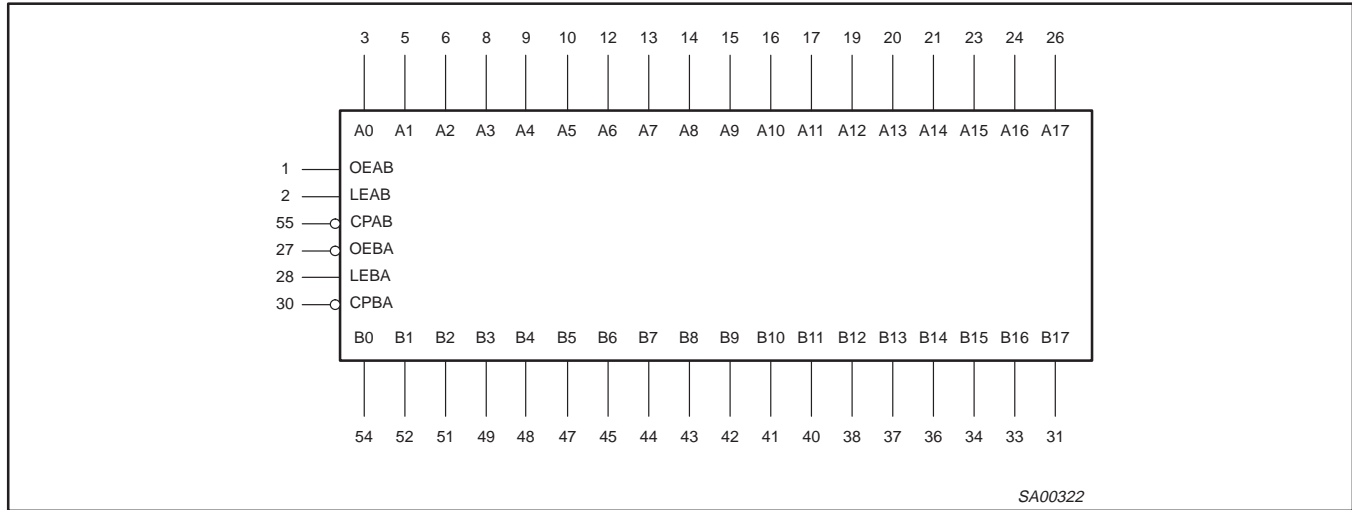 3 5 6 8 9 10 12 13 14 15 16 17 19 20 21 23 24 26
A0 A1 A2 A3 A4 A5 A6 A7 A8 A9 A10 A11 A12 A13 A14 A15 A16 A17
1 OEAB
2 LEAB
55 CPAB
27 OEBA
28 LEBA
30 CPBA
B0 B1 B2 B3 B4 B5 B6 B7 B8 B9 B10 B11 B12 B13 B14 B15 B16 B17
54 52 51 49 48 47 45 44 43 42 41 40 38 37 36 34 33 31
SA00322